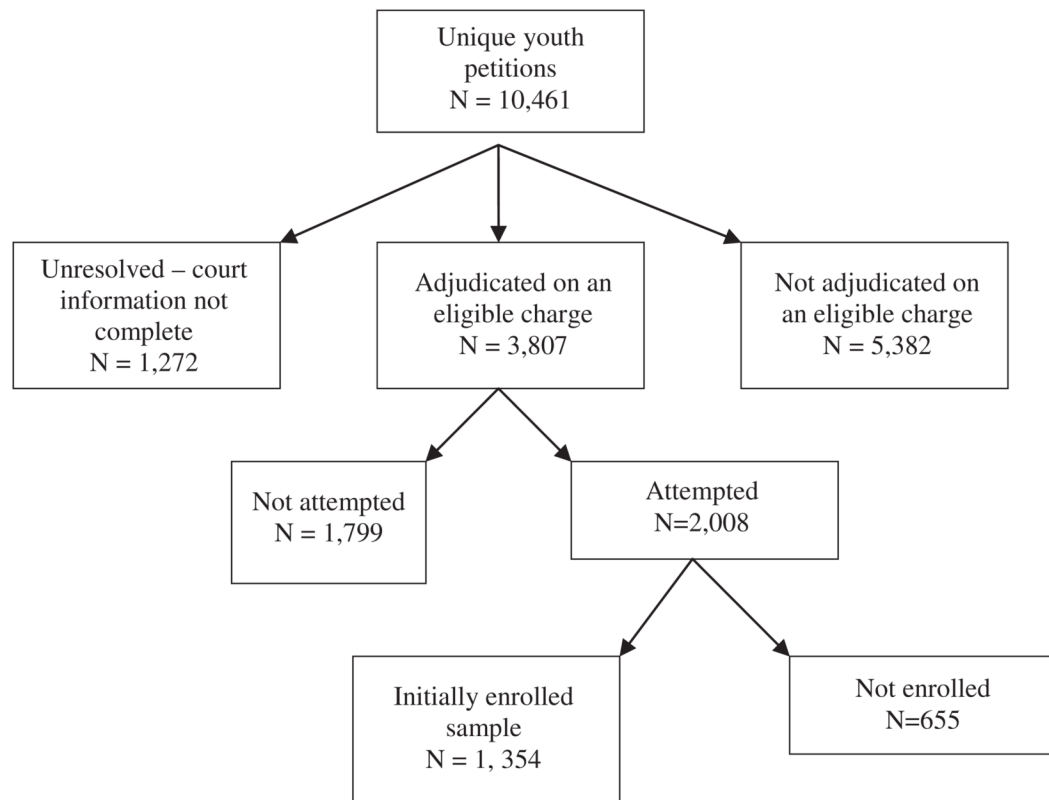 Unique youth
petitions
N = 10,461
Unresolved – court
information not
complete
N = 1,272
Adjudicated on an
eligible charge
N = 3,807
Not adjudicated on
an eligible charge
N = 5,382
Not attempted
N = 1,799
Attempted
N=2,008
Initially enrolled
sample
N = 1, 354
Not enrolled
N=655